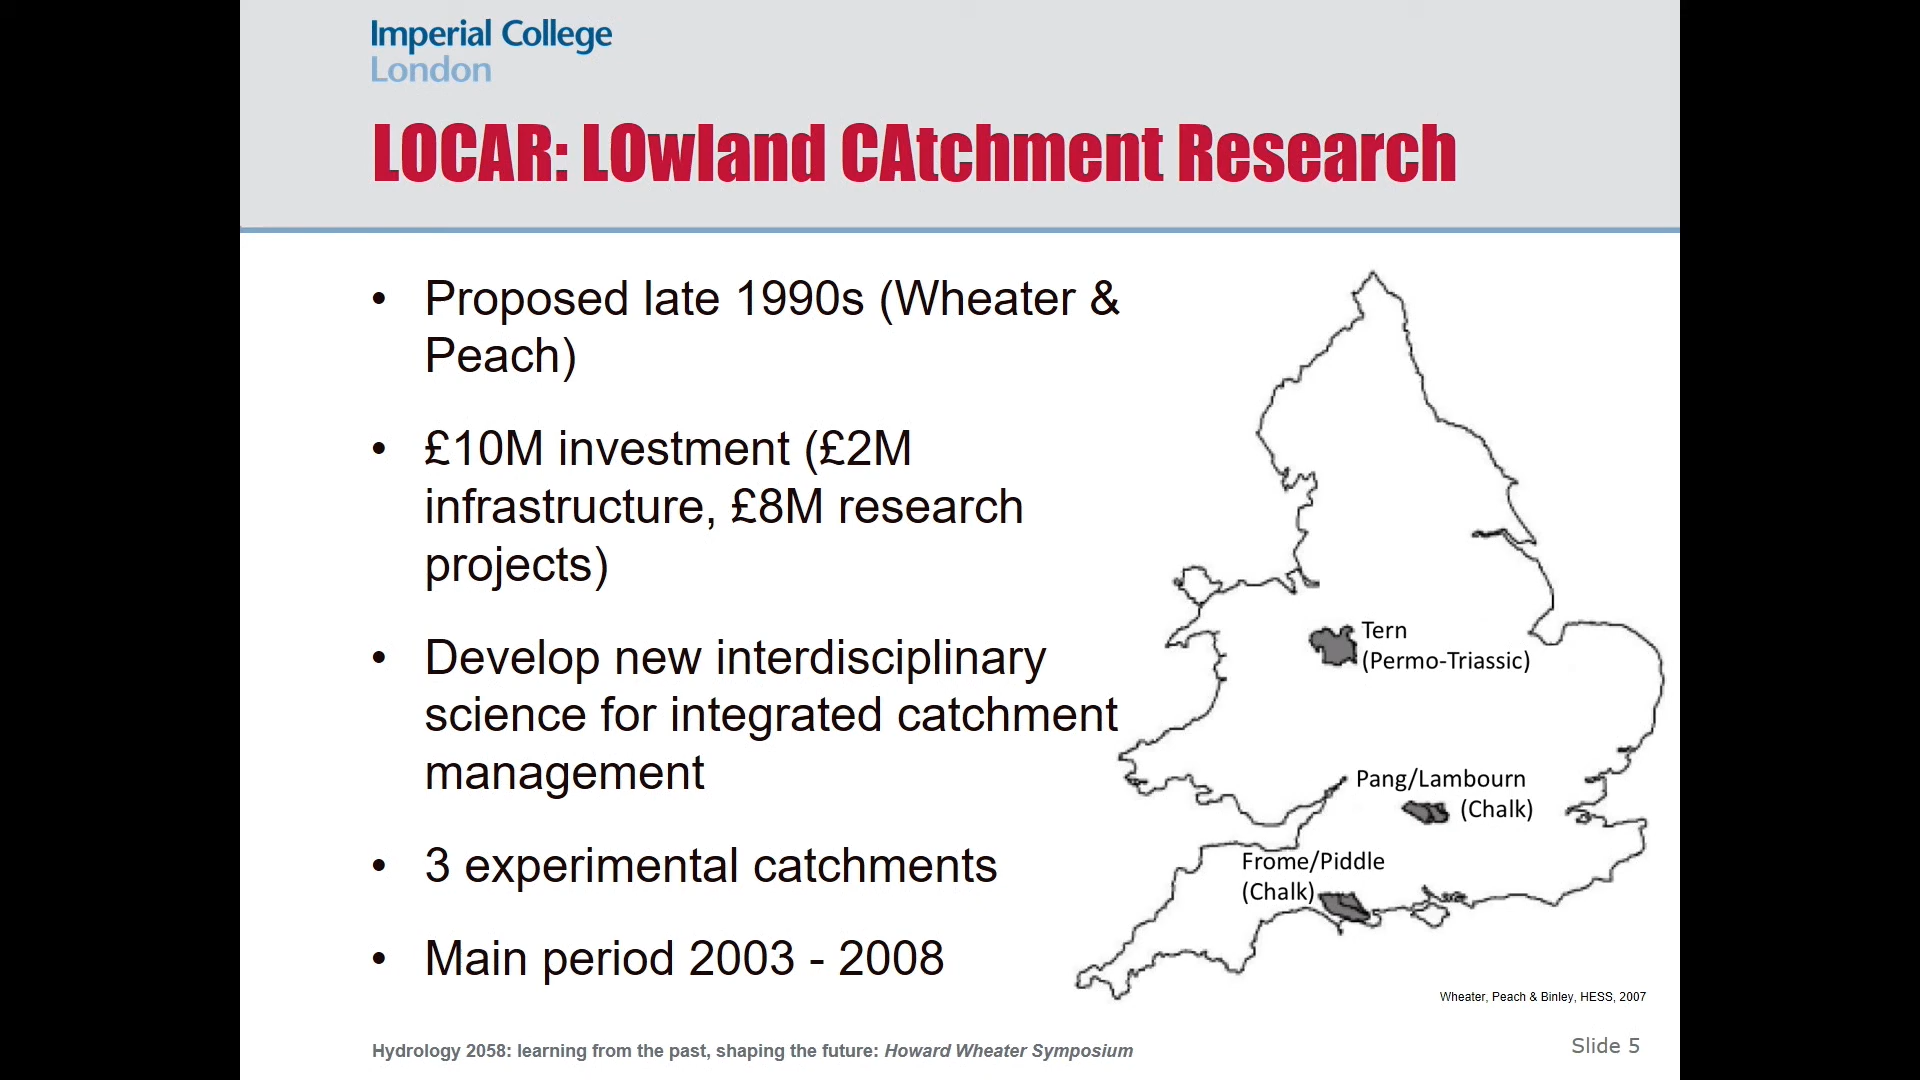 Imperial College
London
LOCAR: LOwland CAtchment Research
• Proposed late 1990s (Wheater &
Peach)
• £10M investment (£2M
infrastructure, £8M research
projects)
• Develop new interdisciplinary
science for integrated catchment
management
• 3 experimental catchments
• Main period 2003 - 2008
Tern
(Permo-Triassic)
Pang/Lambourn
(Chalk)
Frome/Piddle
(Chalk)
Wheater, Peach & Binley, HESS, 2007
Hydrology 2058: learning from the past, shaping the future: Howard Wheater Symposium
Slide 5